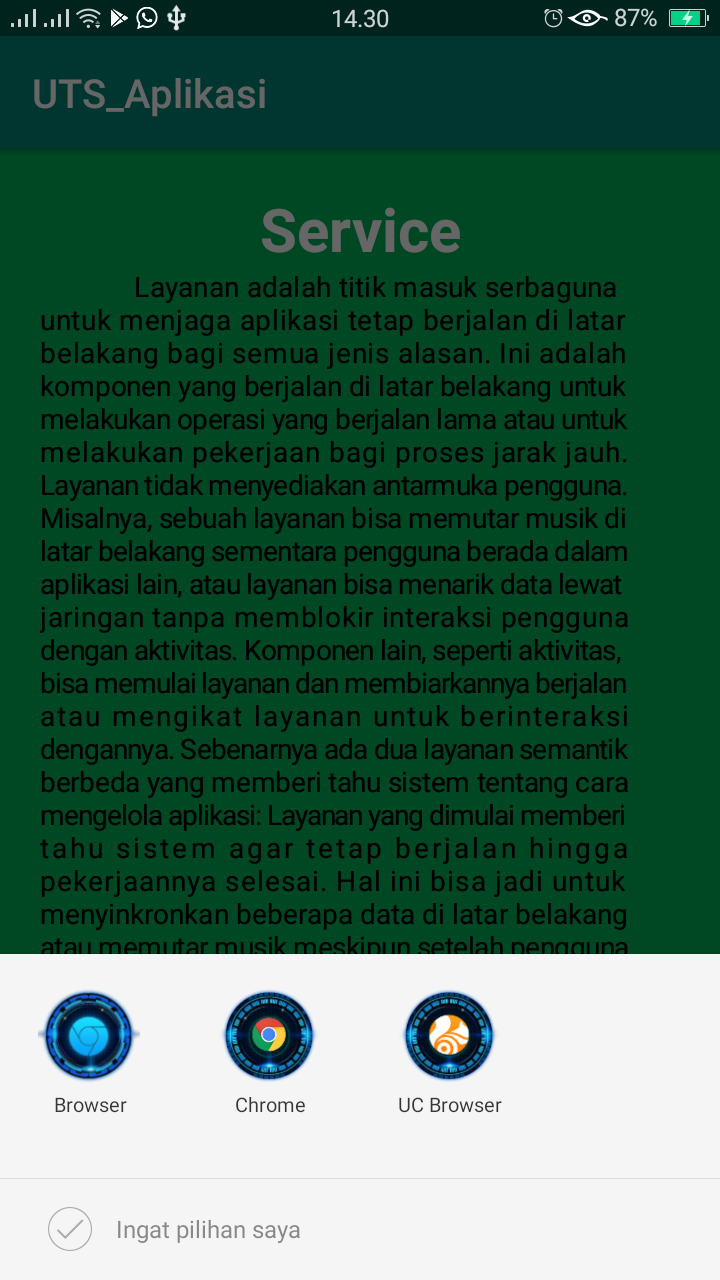 14.30
87%
UTS_Aplikasi
Service
Layanan adalah titik masuk serbaguna
untuk menjaga aplikasi tetap berjalan di latar
belakang bagi semua jenis alasan. Ini adalah
komponen yang berjalan di latar belakang untuk
melakukan operasi yang berjalan lama atau untuk
melakukan pekerjaan bagi proses jarak jauh.
Layanan tidak menyediakan antarmuka pengguna.
Misalnya, sebuah layanan bisa memutar musik di
latar belakang sementara pengguna berada dalam
aplikasi lain, atau layanan bisa menarik data lewat
jaringan tanpa memblokir interaksi pengguna
dengan aktivitas. Komponen lain, seperti aktivitas,
bisa memulai layanan dan membiarkannya berjalan
atau mengikat layanan untuk berinteraksi
dengannya. Sebenarnya ada dua layanan semantik
berbeda yang memberi tahu sistem tentang cara
mengelola aplikasi: Layanan yang dimulai memberi
tahu sistem agar tetap berjalan hingga
pekerjaannya selesai. Hal ini bisa jadi untuk
menyinkronkan beberapa data di latar belakang
atau memutar musik meskipun setelah pengguna
Browser
Chrome
UC Browser
Ingat pilihan saya